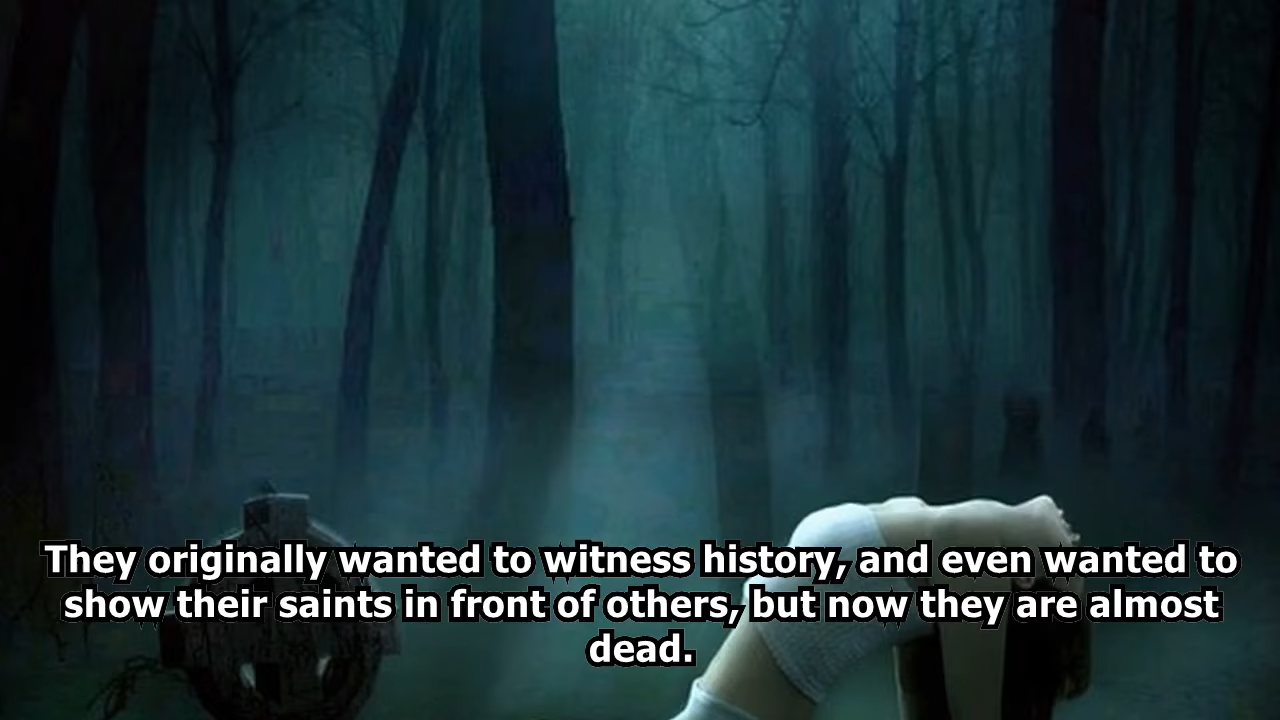 They originally wanted to witness history, and even wanted to
show their saints in front of others, but now they are almost
dead.